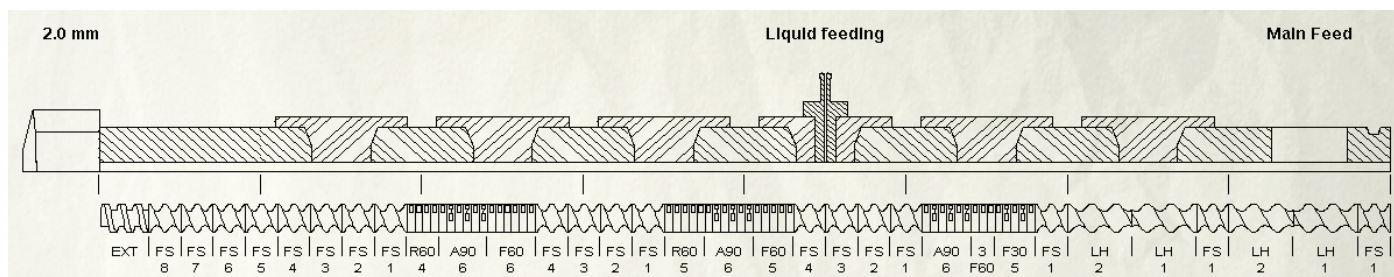 2.0 mm Liquid feeding Main Feed
EXT FS FS FS FS FS FS FS FS R60 A90 F60 FS FS FS FS R60 A90 F60 FS FS FS FS A90 3 F30 FS LH LH FS LH LH FS
8 7 6 5 4 3 2 1 4 6 6 4 3 2 1 5 6 5 4 3 2 1 6 F60 5 1 2 1 1 2 1 1